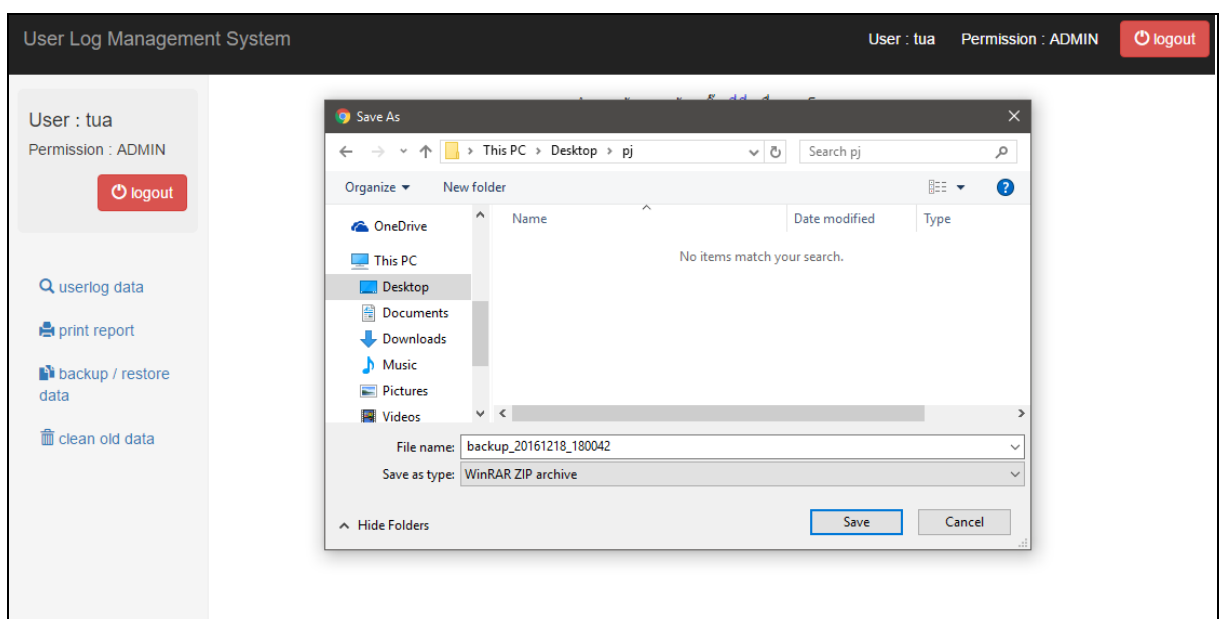 User Log Management System
User : tua Permission : ADMIN logout
User : tua
Permission : ADMIN
logout
userlog data
print report
backup / restore
data
clean old data
Save As
This PC > Desktop > pj
Search pj
Organize New folder
OneDrive
This PC
Desktop
Documents
Downloads
Music
Pictures
Videos
Name Date modified Type
No items match your search.
File name: backup_20161218_180042
Save as type: WinRAR ZIP archive
Hide Folders
Save Cancel